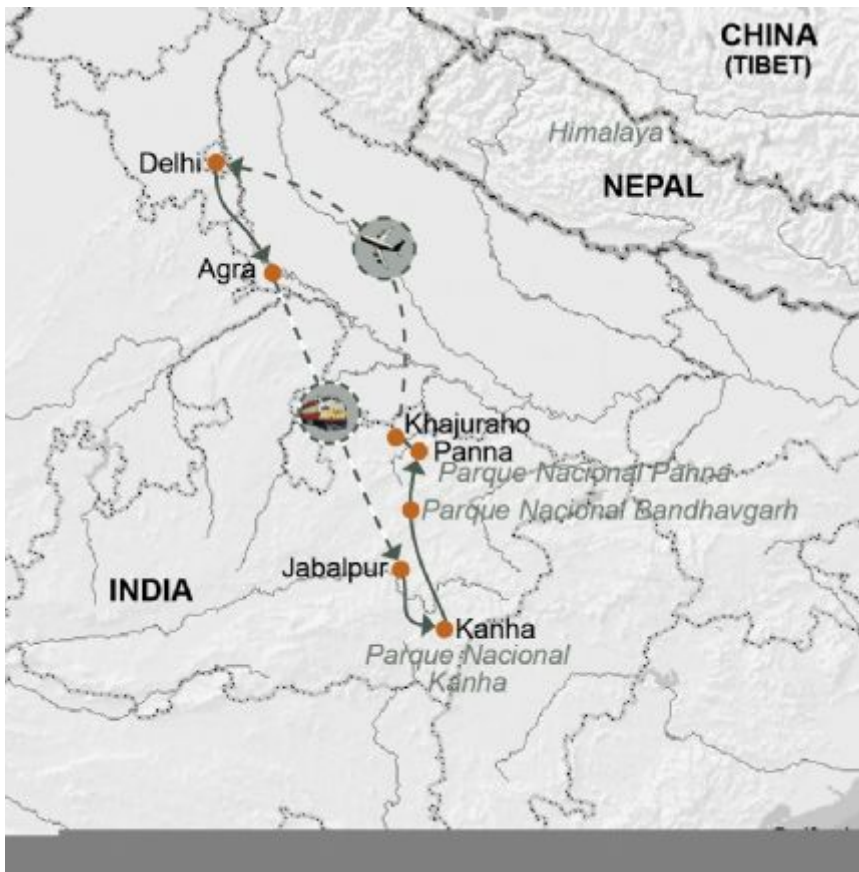 CHINA
(TIBET)
Himalaya
Delhi
NEPAL
Agra
Khajuraho
Panna
Parque Nacional Panna
Parque Nacional Bandhavgarh
Jabalpur
INDIA
Kanha
Parque Nacional
Kanha